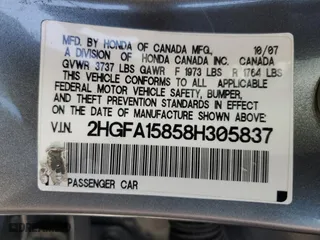 MFD. BY HONDA OF CANADA MFG. 10/07
A DIVISION OF HONDA CANADA INC. CANADA
GVWR 3737 LBS GAWR F 1973 LBS R 1764 LBS
THIS VEHICLE CONFORMS TO ALL APPLICABLE
FEDERAL MOTOR VEHICLE SAFETY, BUMPER,
AND THEFT PREVENTION STANDARDS IN EFFECT
ON THE DATE OF MANUFACTURE SHOWN ABOVE.
V.I.N. 2HGFA15858H305837
PASSENGER CAR